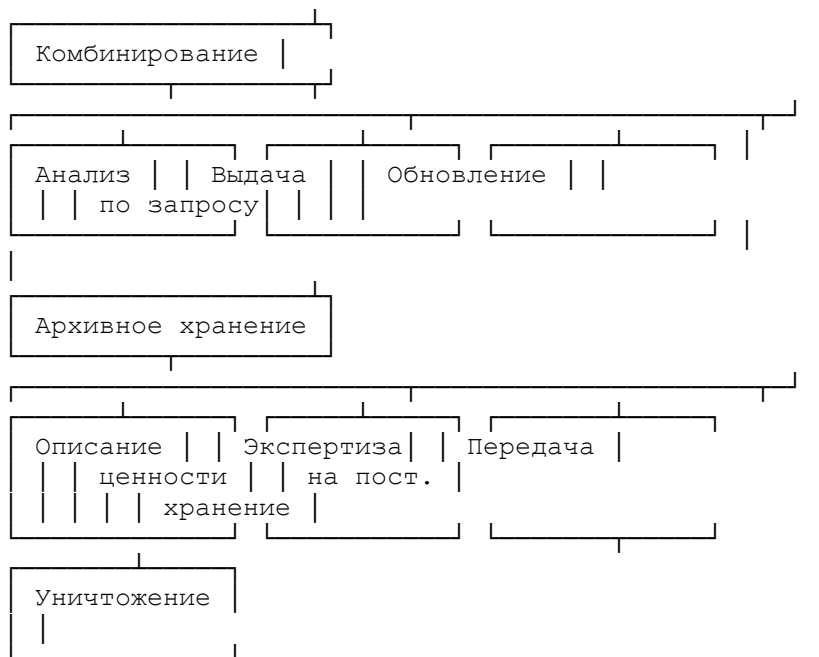 Комбинирование
Анализ Выдача Обновление
по запросу
Архивное хранение
Описание Экспертиза Передача
ценности на пост.
хранение
Уничтожение